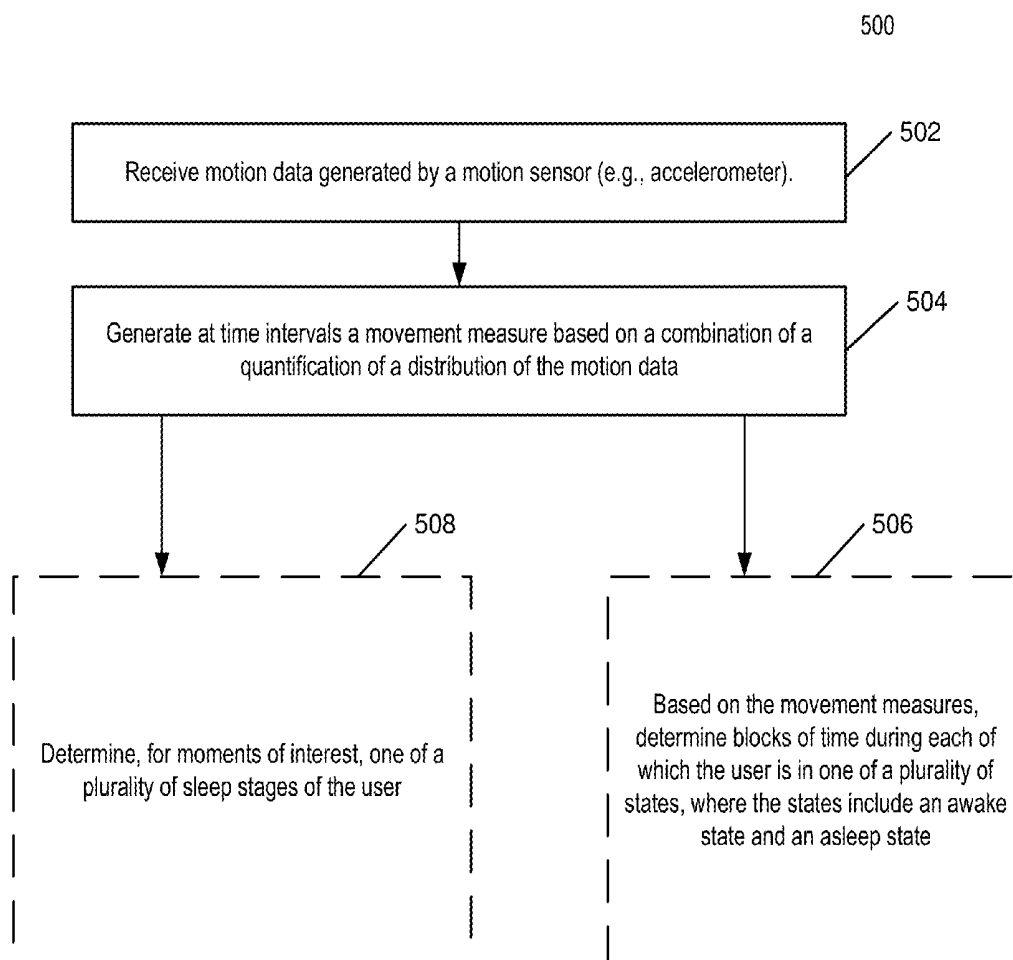 500
502
Receive motion data generated by a motion sensor (e.g., accelerometer).
504
Generate at time intervals a movement measure based on a combination of a
quantification of a distribution of the motion data
508
506
Determine, for moments of interest, one of a
plurality of sleep stages of the user
Based on the movement measures,
determine blocks of time during each of
which the user is in one of a plurality of
states, where the states include an awake
state and an asleep state